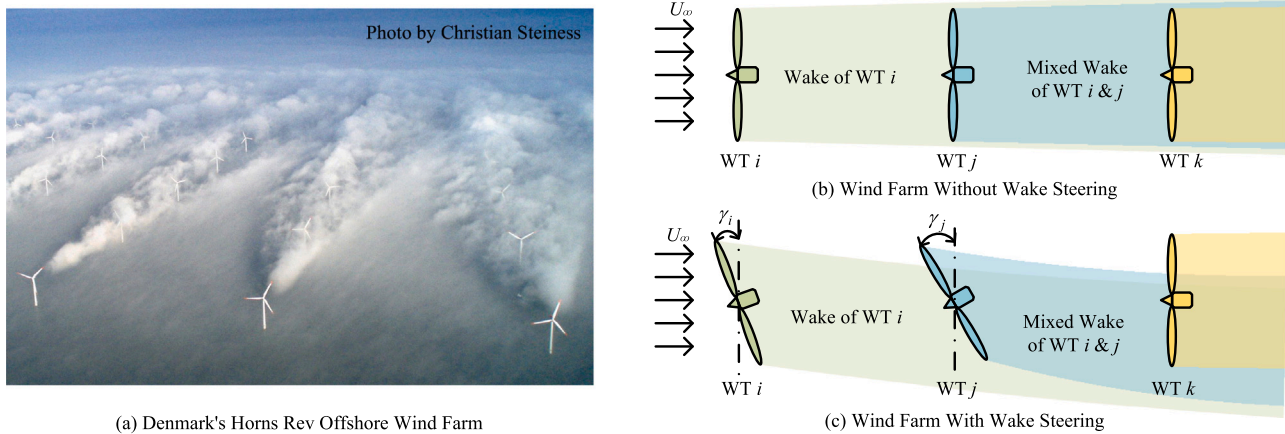 Photo by Christian Steiness
(a) Denmark's Horns Rev Offshore Wind Farm
U∞
Wake of WT i
Mixed Wake
of WT i & j
WT i
WT j
WT k
(b) Wind Farm Without Wake Steering
γi
γj
U∞
Wake of WT i
Mixed Wake
of WT i & j
WT i
WT j
WT k
(c) Wind Farm With Wake Steering